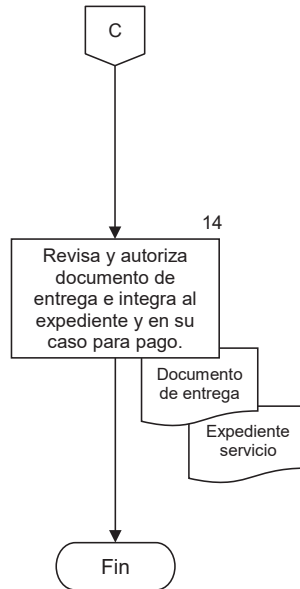 C
14
Revisa y autoriza
documento de
entrega e integra al
expediente y en su
caso para pago.
Documento
de entrega
Expediente
servicio
Fin